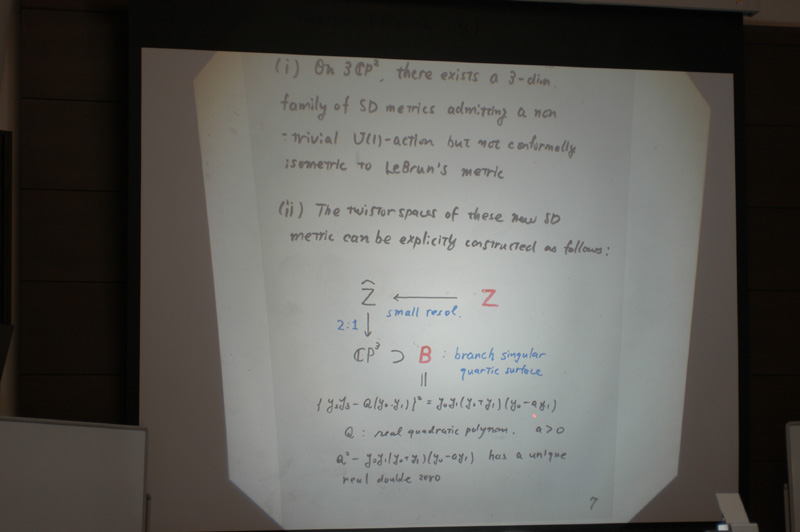 (i) On 3ℂP², there exists a 3-dim.
family of SD metrics admitting a non
-trivial U(1)-action but not conformally
isometric to LeBrun's metric
(ii) The twistor spaces of these new SD
metric can be explicity constructed as follows:
Ẑ ← Z
small resol.
2:1 ↓
ℂP³ ⊃ B : branch singular
quartic surface
||
{y₂y₃ - Q(y₀,y₁)}² = y₀y₁(y₀+y₁)(y₀-ay₁)
Q : real quadratic polynom. a>0
Q² - y₀y₁(y₀+y₁)(y₀-ay₁) has a unique
real double zero
7